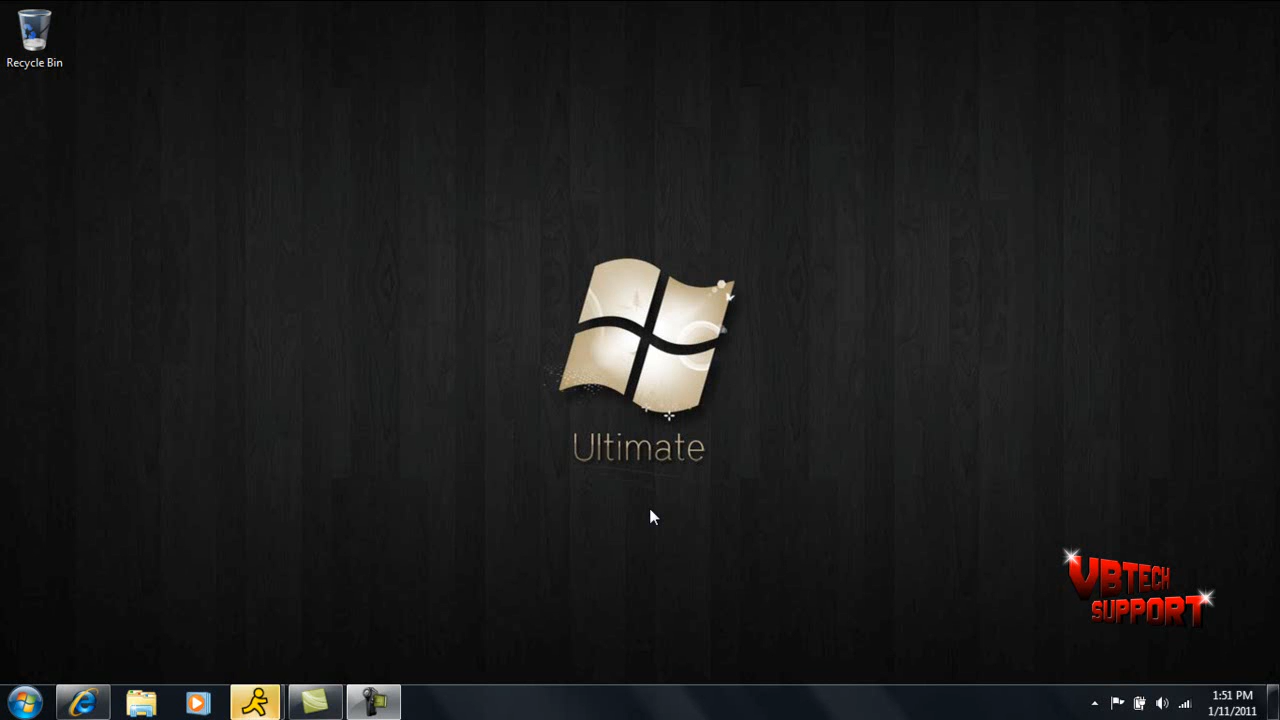 Recycle Bin
Ultimate
VBTECH
SUPPORT
1:51 PM
1/11/2011